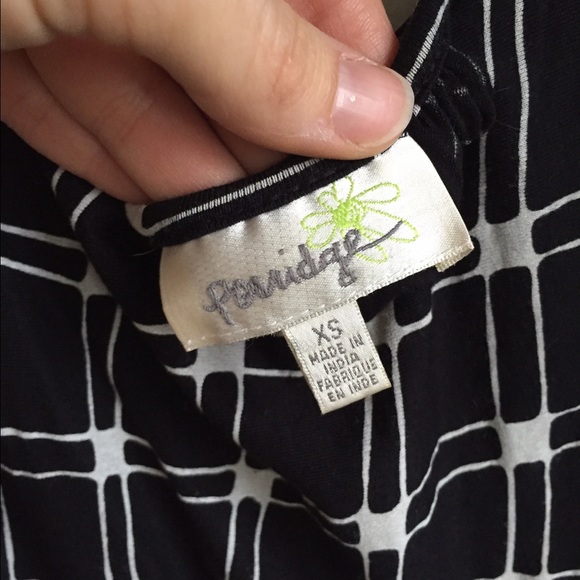 Porridge
XS
MADE IN
INDIA
FABRIQUE
EN INDE